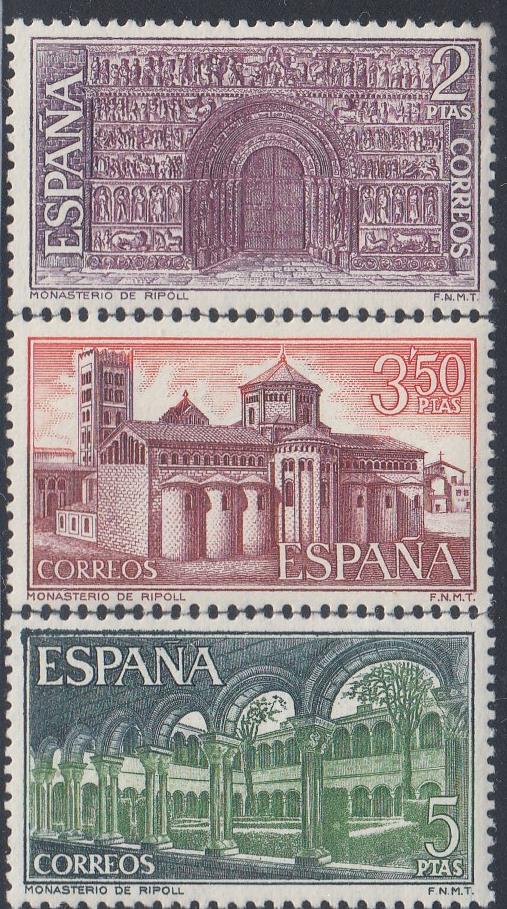 ESPAÑA
2
PTAS
CORREOS
MONASTERIO DE RIPOLL
F.N.M.T.
3'50
PTAS
CORREOS
ESPAÑA
MONASTERIO DE RIPOLL
F.N.M.T.
ESPAÑA
5
CORREOS
PTAS
MONASTERIO DE RIPOLL
F.N.M.T.